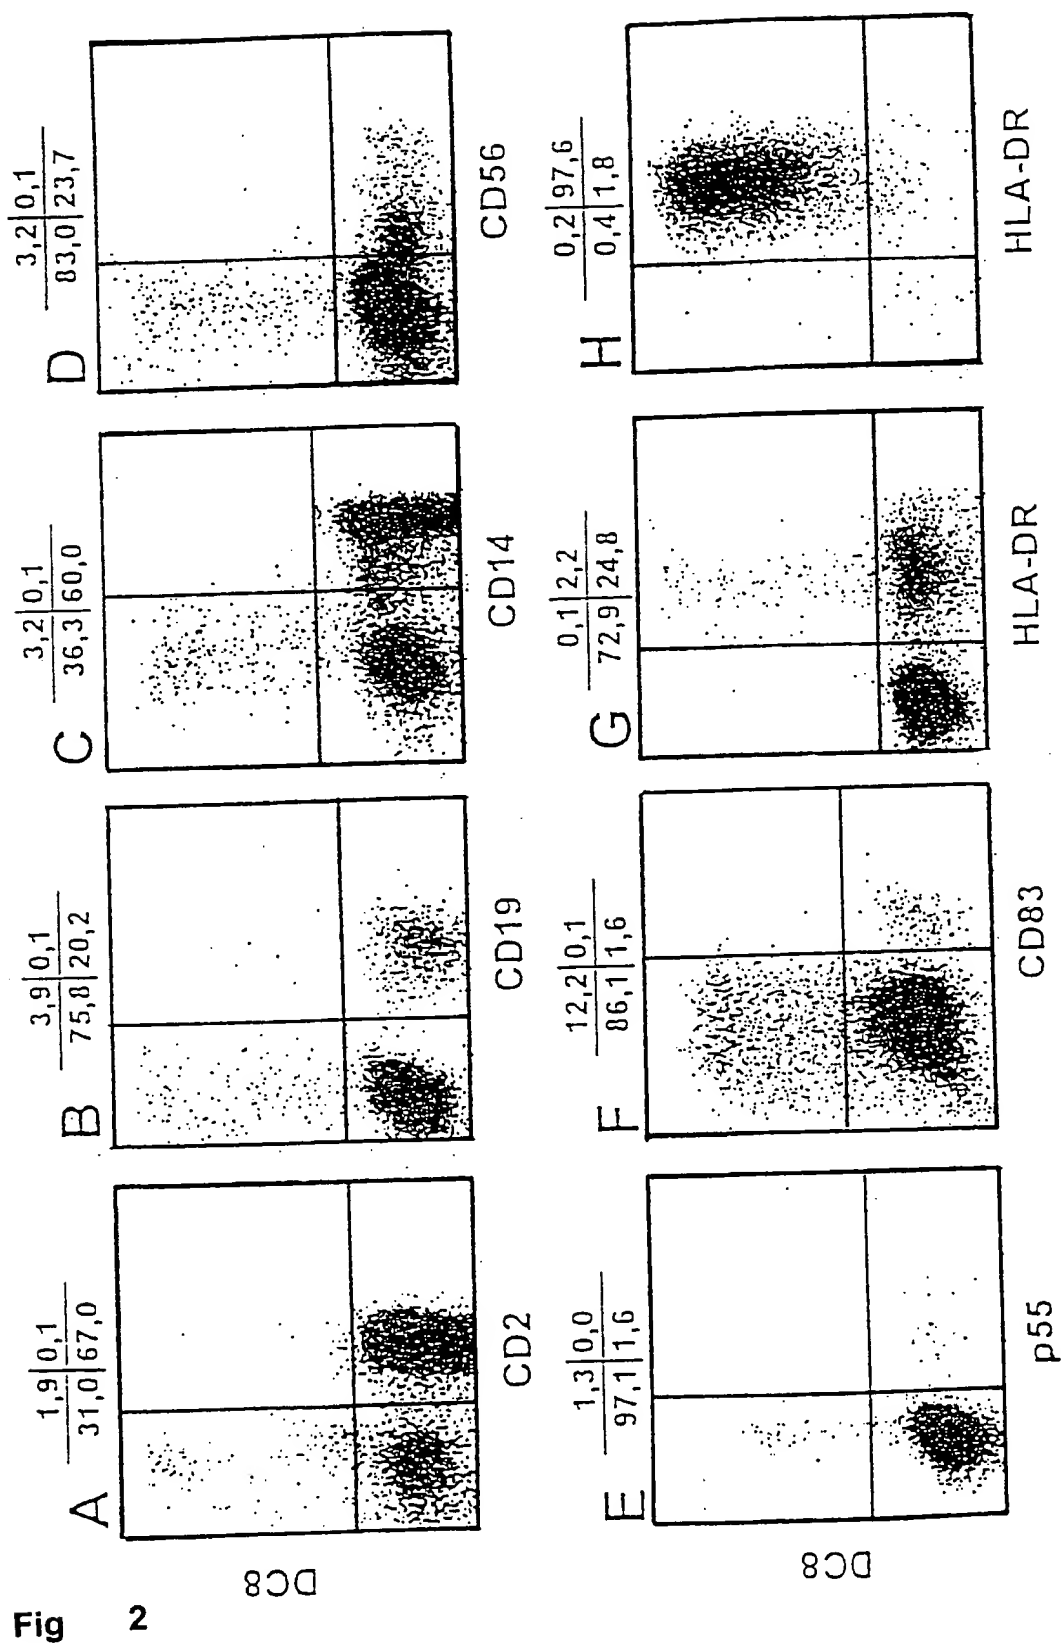 Fig 2
A
1,9|0,1
31,0|67,0
CD2
B
3,9|0,1
75,8|20,2
CD19
C
3,2|0,1
36,3|60,0
CD14
D
3,2|0,1
83,0|23,7
CD56
DC8
E
1,3|0,0
97,1|1,6
p55
F
12,2|0,1
86,1|1,6
CD83
G
0,1|2,2
72,9|24,8
HLA-DR
H
0,2|97,6
0,4|1,8
HLA-DR
DC8